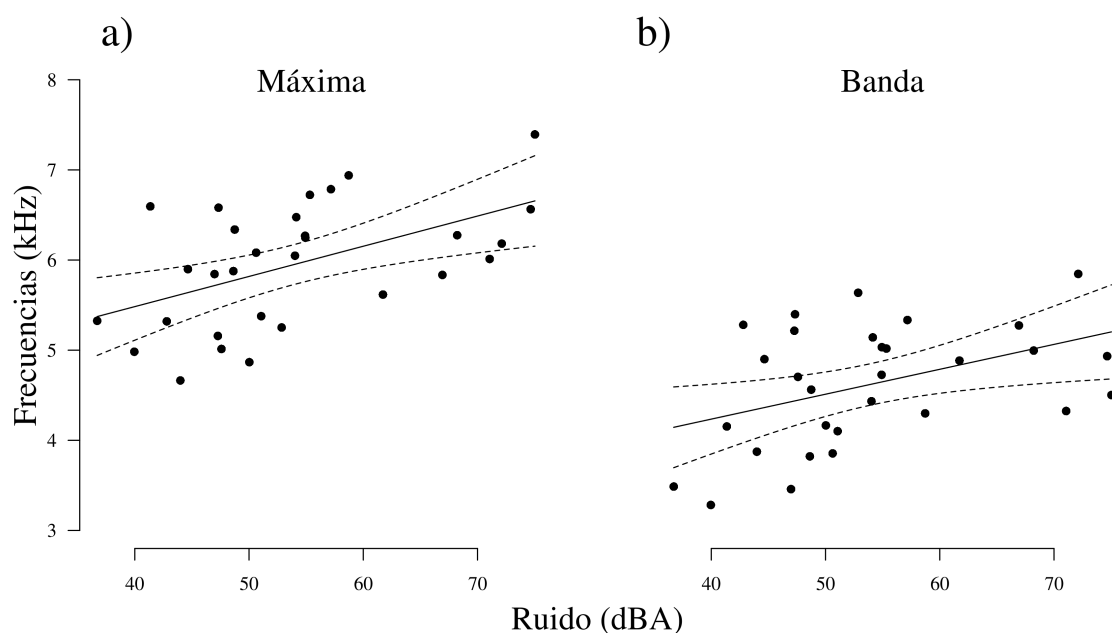 a)
b)
Máxima
Banda
Frecuencias (kHz)
8
7
6
5
4
3
40 50 60 70
40 50 60 70
Ruido (dBA)